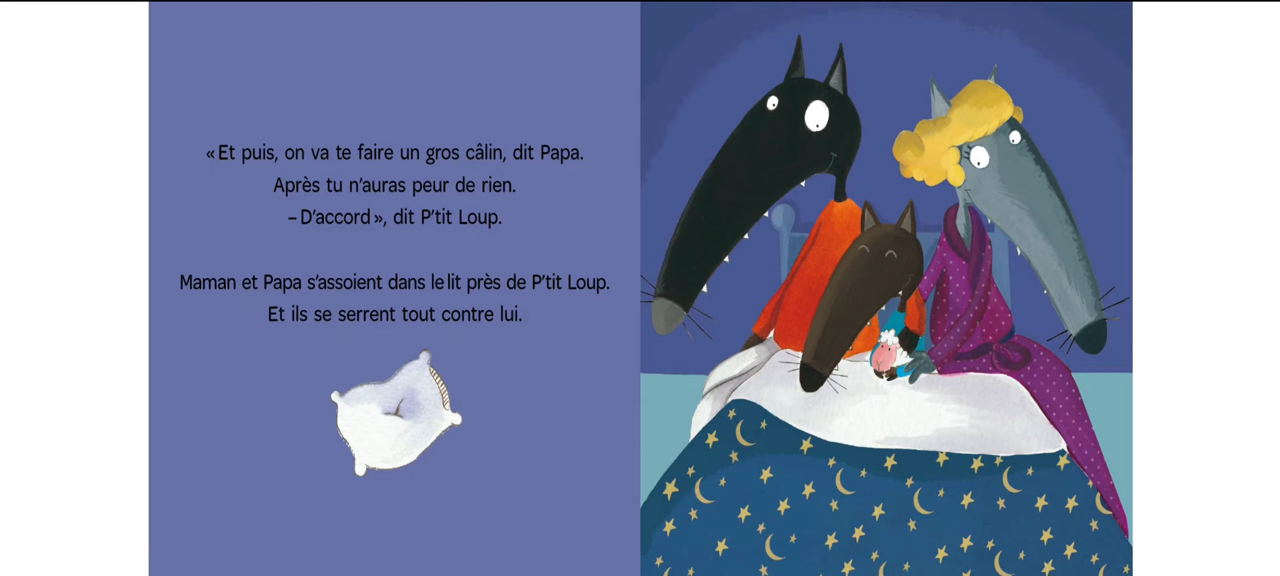 « Et puis, on va te faire un gros câlin, dit Papa.
Après tu n'auras peur de rien.
– D'accord », dit P'tit Loup.
Maman et Papa s'assoient dans le lit près de P'tit Loup.
Et ils se serrent tout contre lui.